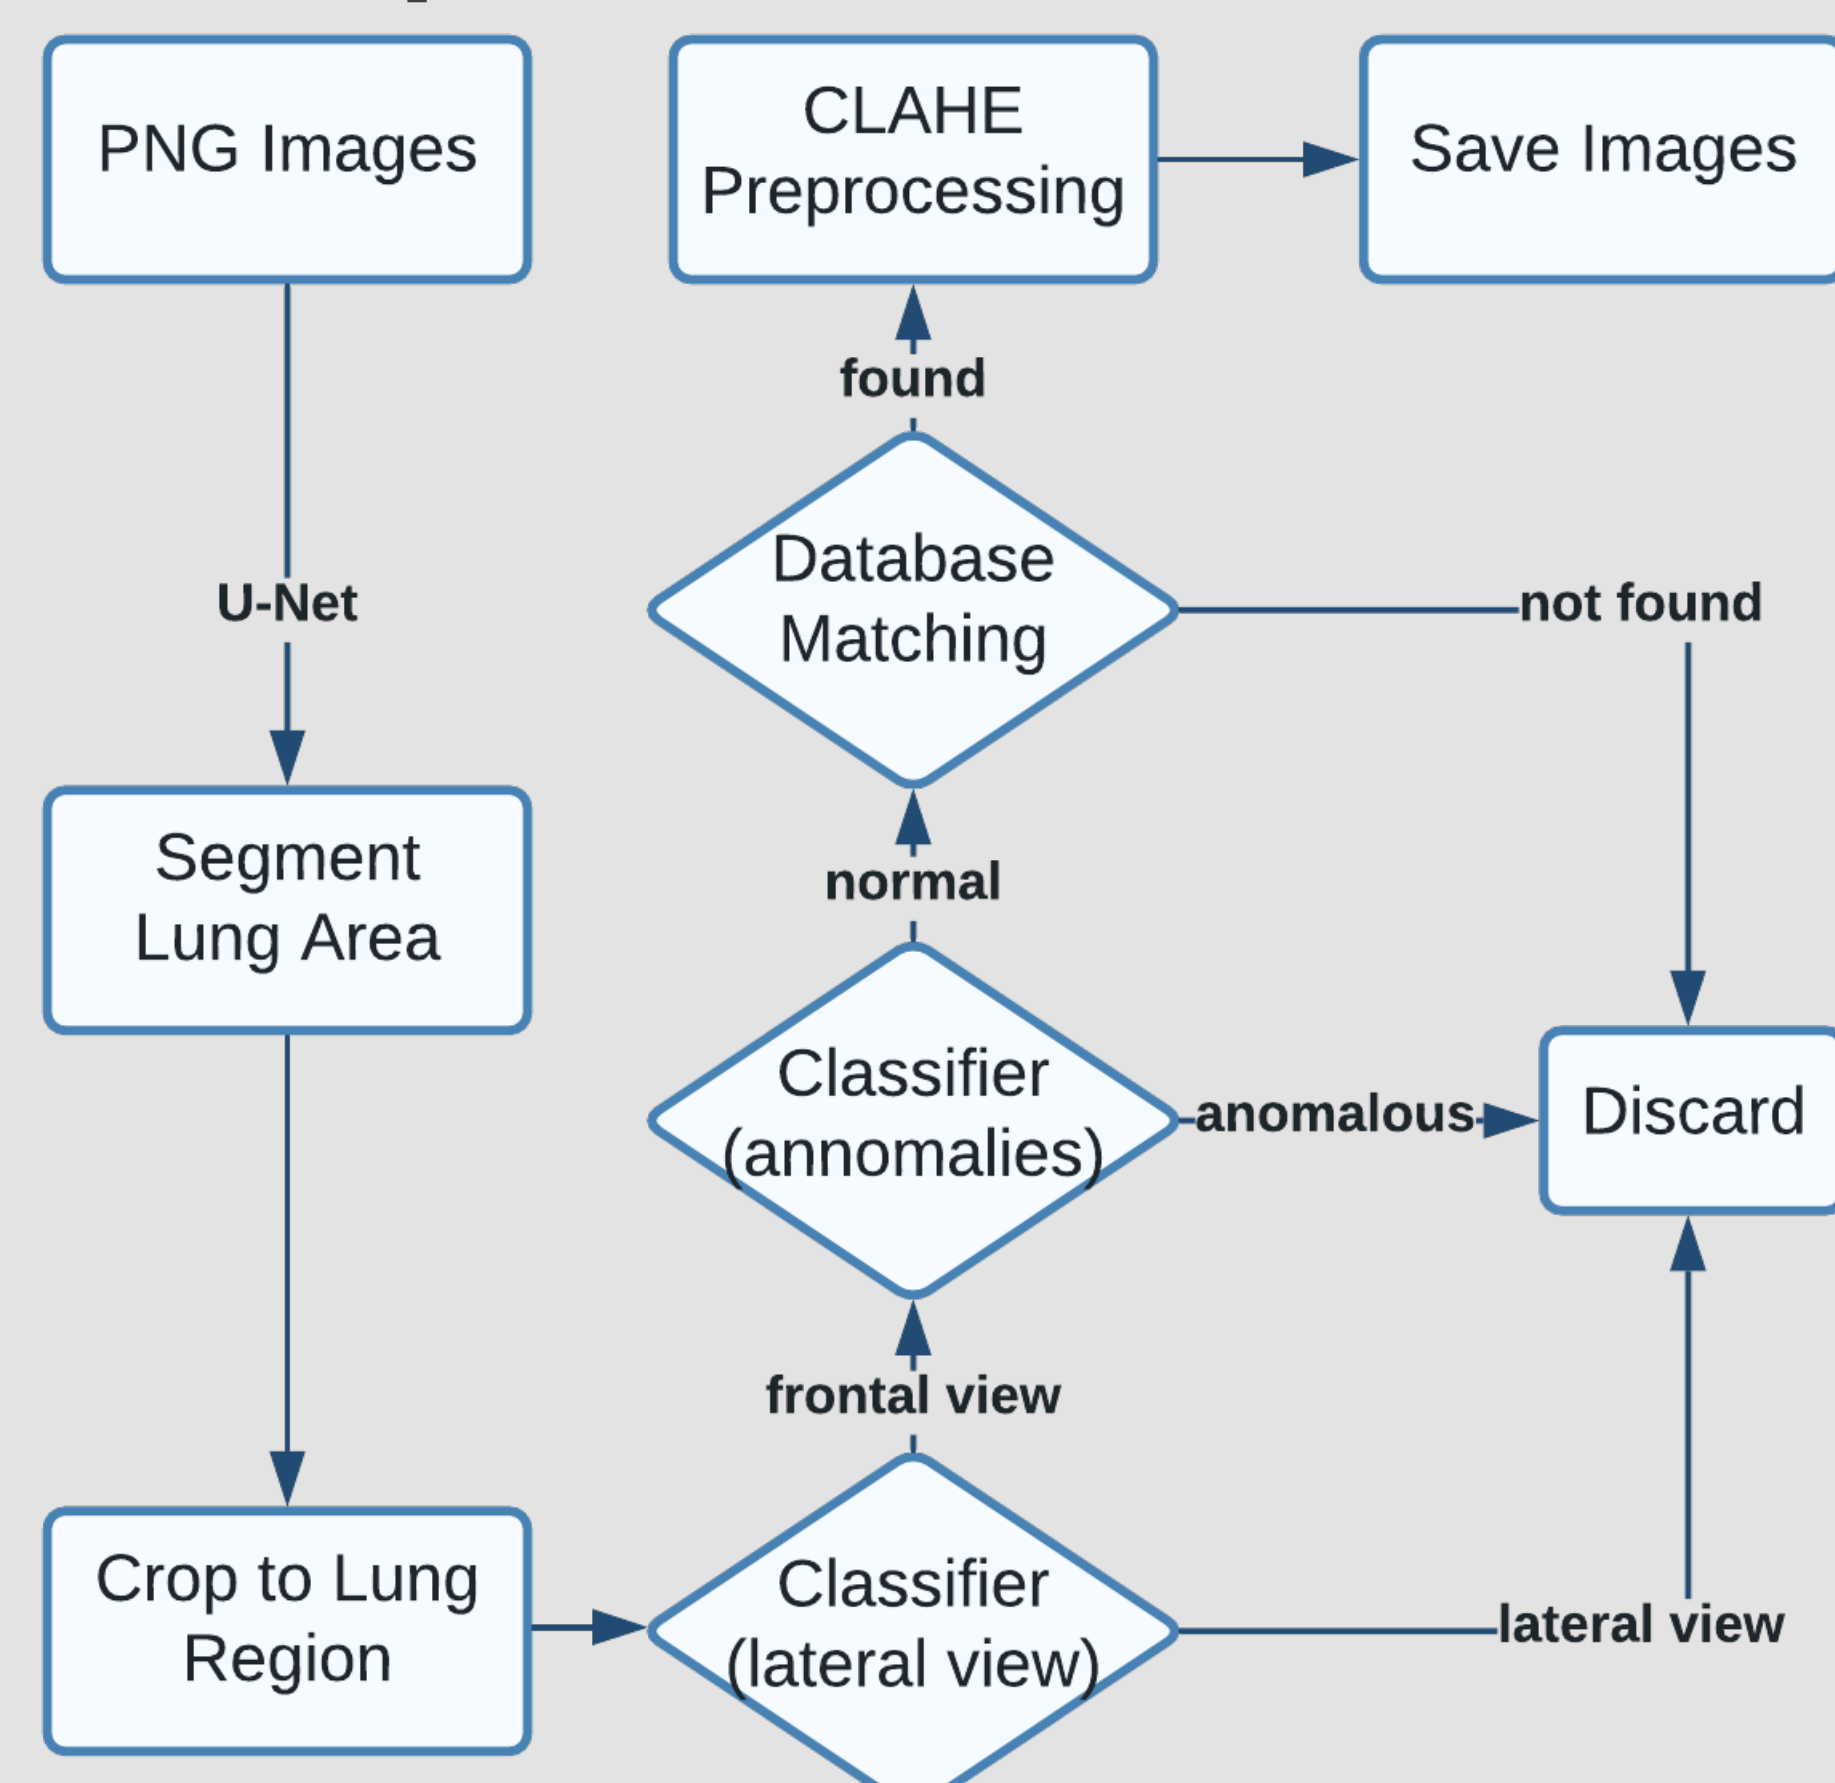 PNG Images
U-Net
Segment
Lung Area
Crop to Lung
Region
Classifier
(lateral view)
lateral view
frontal view
Classifier
(annomalies)
anomalous
Discard
normal
Database
Matching
not found
found
CLAHE
Preprocessing
Save Images